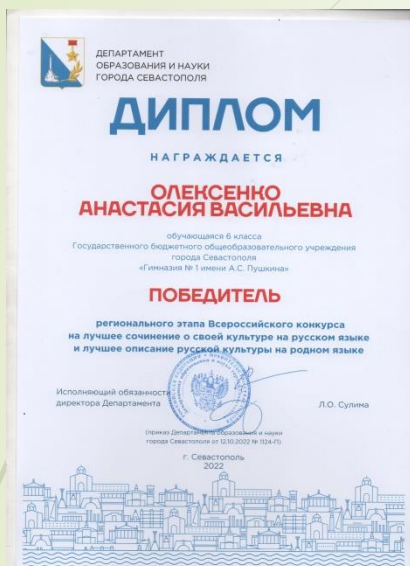 ДЕПАРТАМЕНТ
ОБРАЗОВАНИЯ И НАУКИ
ГОРОДА СЕВАСТОПОЛЯ
ДИПЛОМ
НАГРАЖДАЕТСЯ
ОЛЕКСЕНКО
АНАСТАСИЯ ВАСИЛЬЕВНА
обучающаяся 6 класса
Государственного бюджетного общеобразовательного учреждения
города Севастополя
«Гимназия № 1 имени А.С. Пушкина»
ПОБЕДИТЕЛЬ
регионального этапа Всероссийского конкурса
на лучшее сочинение о своей культуре на русском языке
и лучшее описание русской культуры на родном языке
Исполняющий обязанности
директора Департамента
Л.О. Сулима
(приказ Департамента образования и науки
города Севастополя от 12.10.2022 № 1124-П)
г. Севастополь
2022